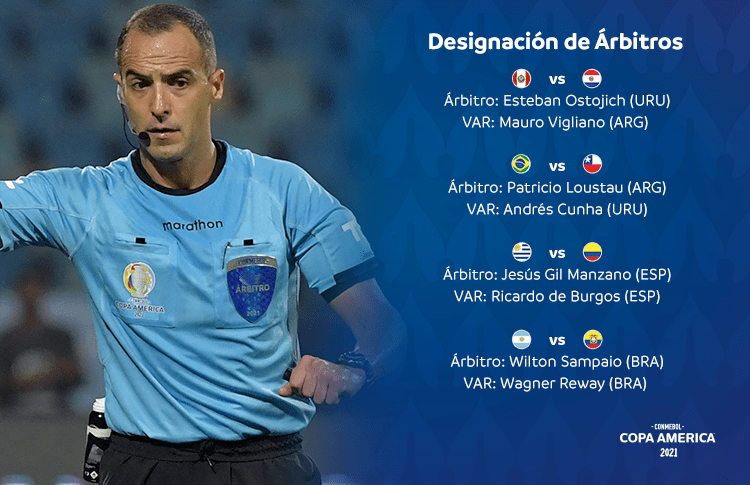 Designación de Árbitros
vs
Árbitro: Esteban Ostojich (URU)
VAR: Mauro Vigliano (ARG)
vs
Árbitro: Patricio Loustau (ARG)
VAR: Andrés Cunha (URU)
vs
Árbitro: Jesús Gil Manzano (ESP)
VAR: Ricardo de Burgos (ESP)
vs
Árbitro: Wilton Sampaio (BRA)
VAR: Wagner Reway (BRA)
marathon
CONMEBOL
COPA AMERICA
2021
ÁRBITRO
2021
- CONMEBOL -
COPA AMERICA
2021